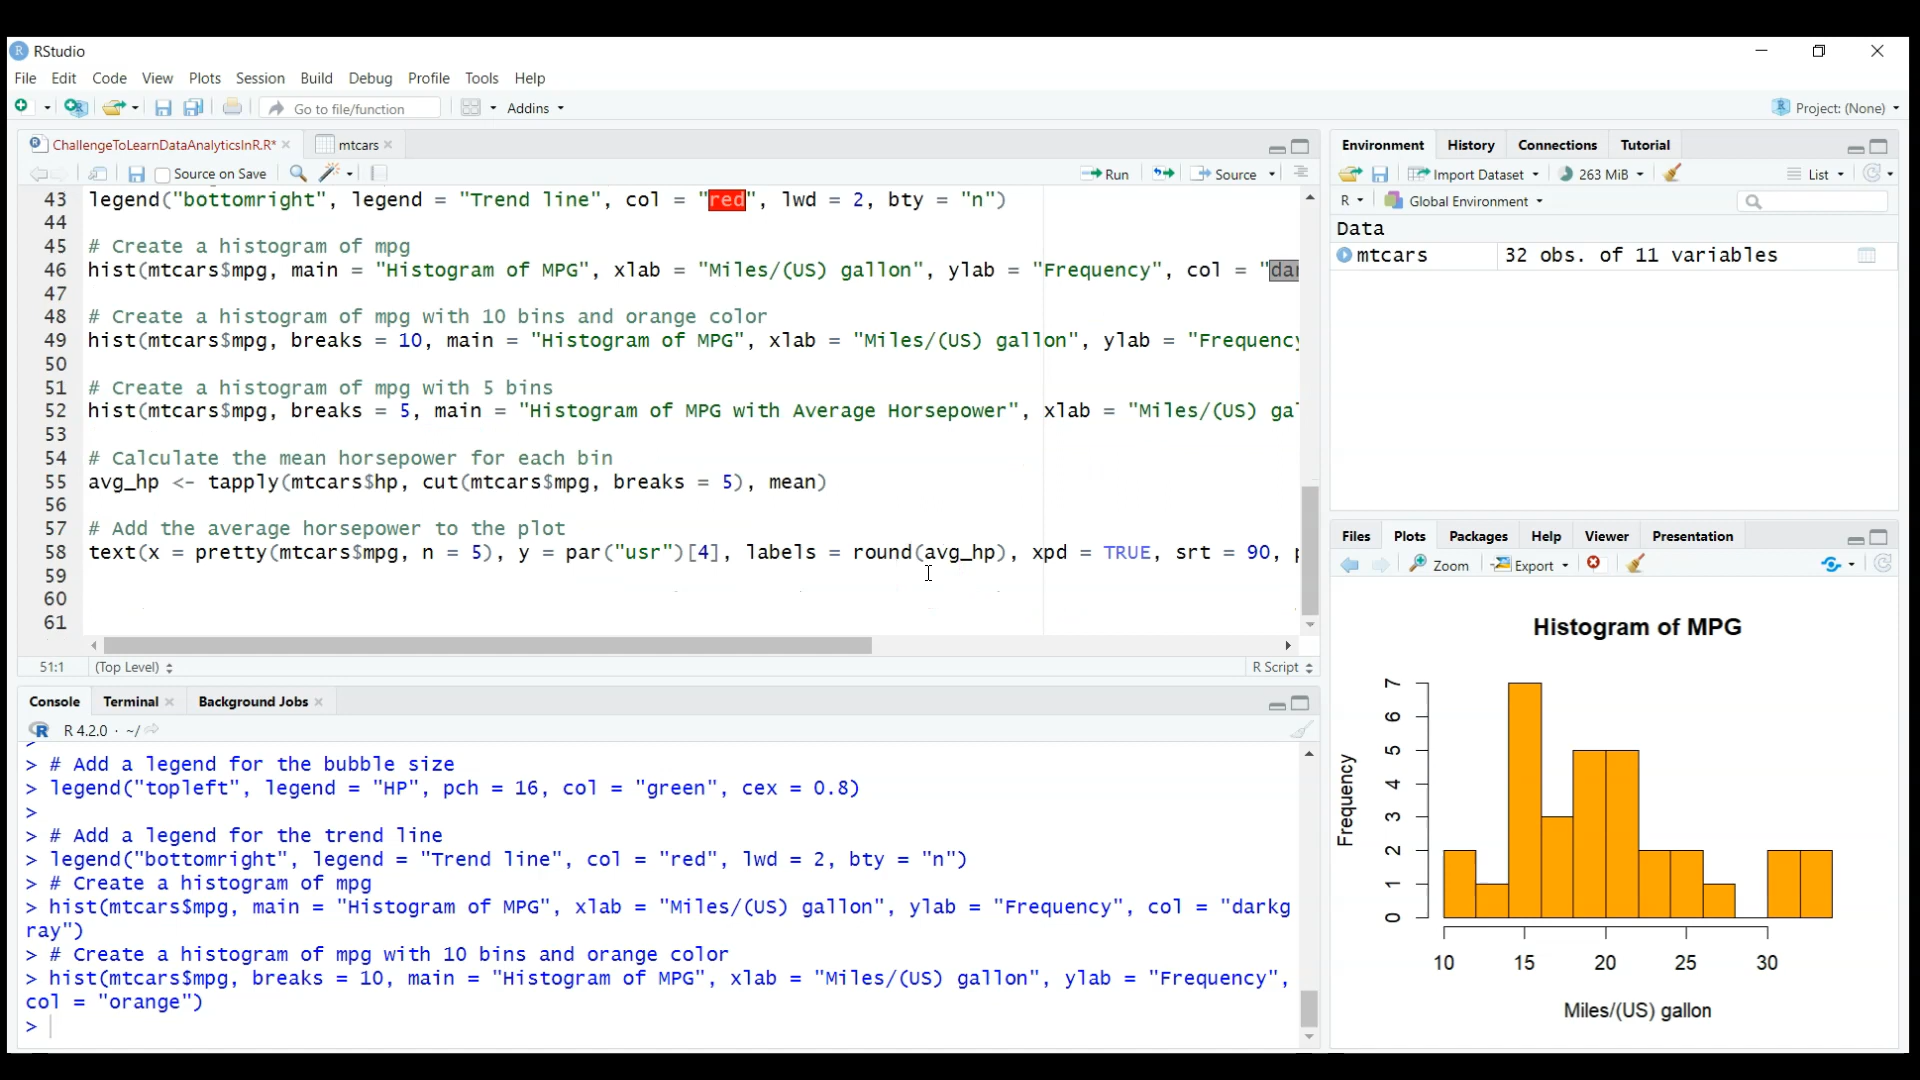 RStudio
File Edit Code View Plots Session Build Debug Profile Tools Help
Go to file/function Addins Project: (None)
ChallengeToLearnDataAnalyticsInR.R* mtcars
Source on Save Run Source
43 legend("bottomright", legend = "Trend line", col = "red", lwd = 2, bty = "n")
44
45 # Create a histogram of mpg
46 hist(mtcars$mpg, main = "Histogram of MPG", xlab = "Miles/(US) gallon", ylab = "Frequency", col = "dar
47
48 # Create a histogram of mpg with 10 bins and orange color
49 hist(mtcars$mpg, breaks = 10, main = "Histogram of MPG", xlab = "Miles/(US) gallon", ylab = "Frequency
50
51 # Create a histogram of mpg with 5 bins
52 hist(mtcars$mpg, breaks = 5, main = "Histogram of MPG with Average Horsepower", xlab = "Miles/(US) gal
53
54 # Calculate the mean horsepower for each bin
55 avg_hp <- tapply(mtcars$hp, cut(mtcars$mpg, breaks = 5), mean)
56
57 # Add the average horsepower to the plot
58 text(x = pretty(mtcars$mpg, n = 5), y = par("usr")[4], labels = round(avg_hp), xpd = TRUE, srt = 90, p
59
60
61
51:1 (Top Level) R Script
Console Terminal Background Jobs
R 4.2.0 · ~/
>
> # Add a legend for the bubble size
> legend("topleft", legend = "HP", pch = 16, col = "green", cex = 0.8)
>
> # Add a legend for the trend line
> legend("bottomright", legend = "Trend line", col = "red", lwd = 2, bty = "n")
> # Create a histogram of mpg
> hist(mtcars$mpg, main = "Histogram of MPG", xlab = "Miles/(US) gallon", ylab = "Frequency", col = "darkg
ray")
> # Create a histogram of mpg with 10 bins and orange color
> hist(mtcars$mpg, breaks = 10, main = "Histogram of MPG", xlab = "Miles/(US) gallon", ylab = "Frequency",
col = "orange")
>
Environment History Connections Tutorial
Import Dataset 263 MiB List
R Global Environment
Data
mtcars 32 obs. of 11 variables
Files Plots Packages Help Viewer Presentation
Zoom Export
Histogram of MPG
Frequency
7
6
5
4
3
2
1
0
10 15 20 25 30
Miles/(US) gallon